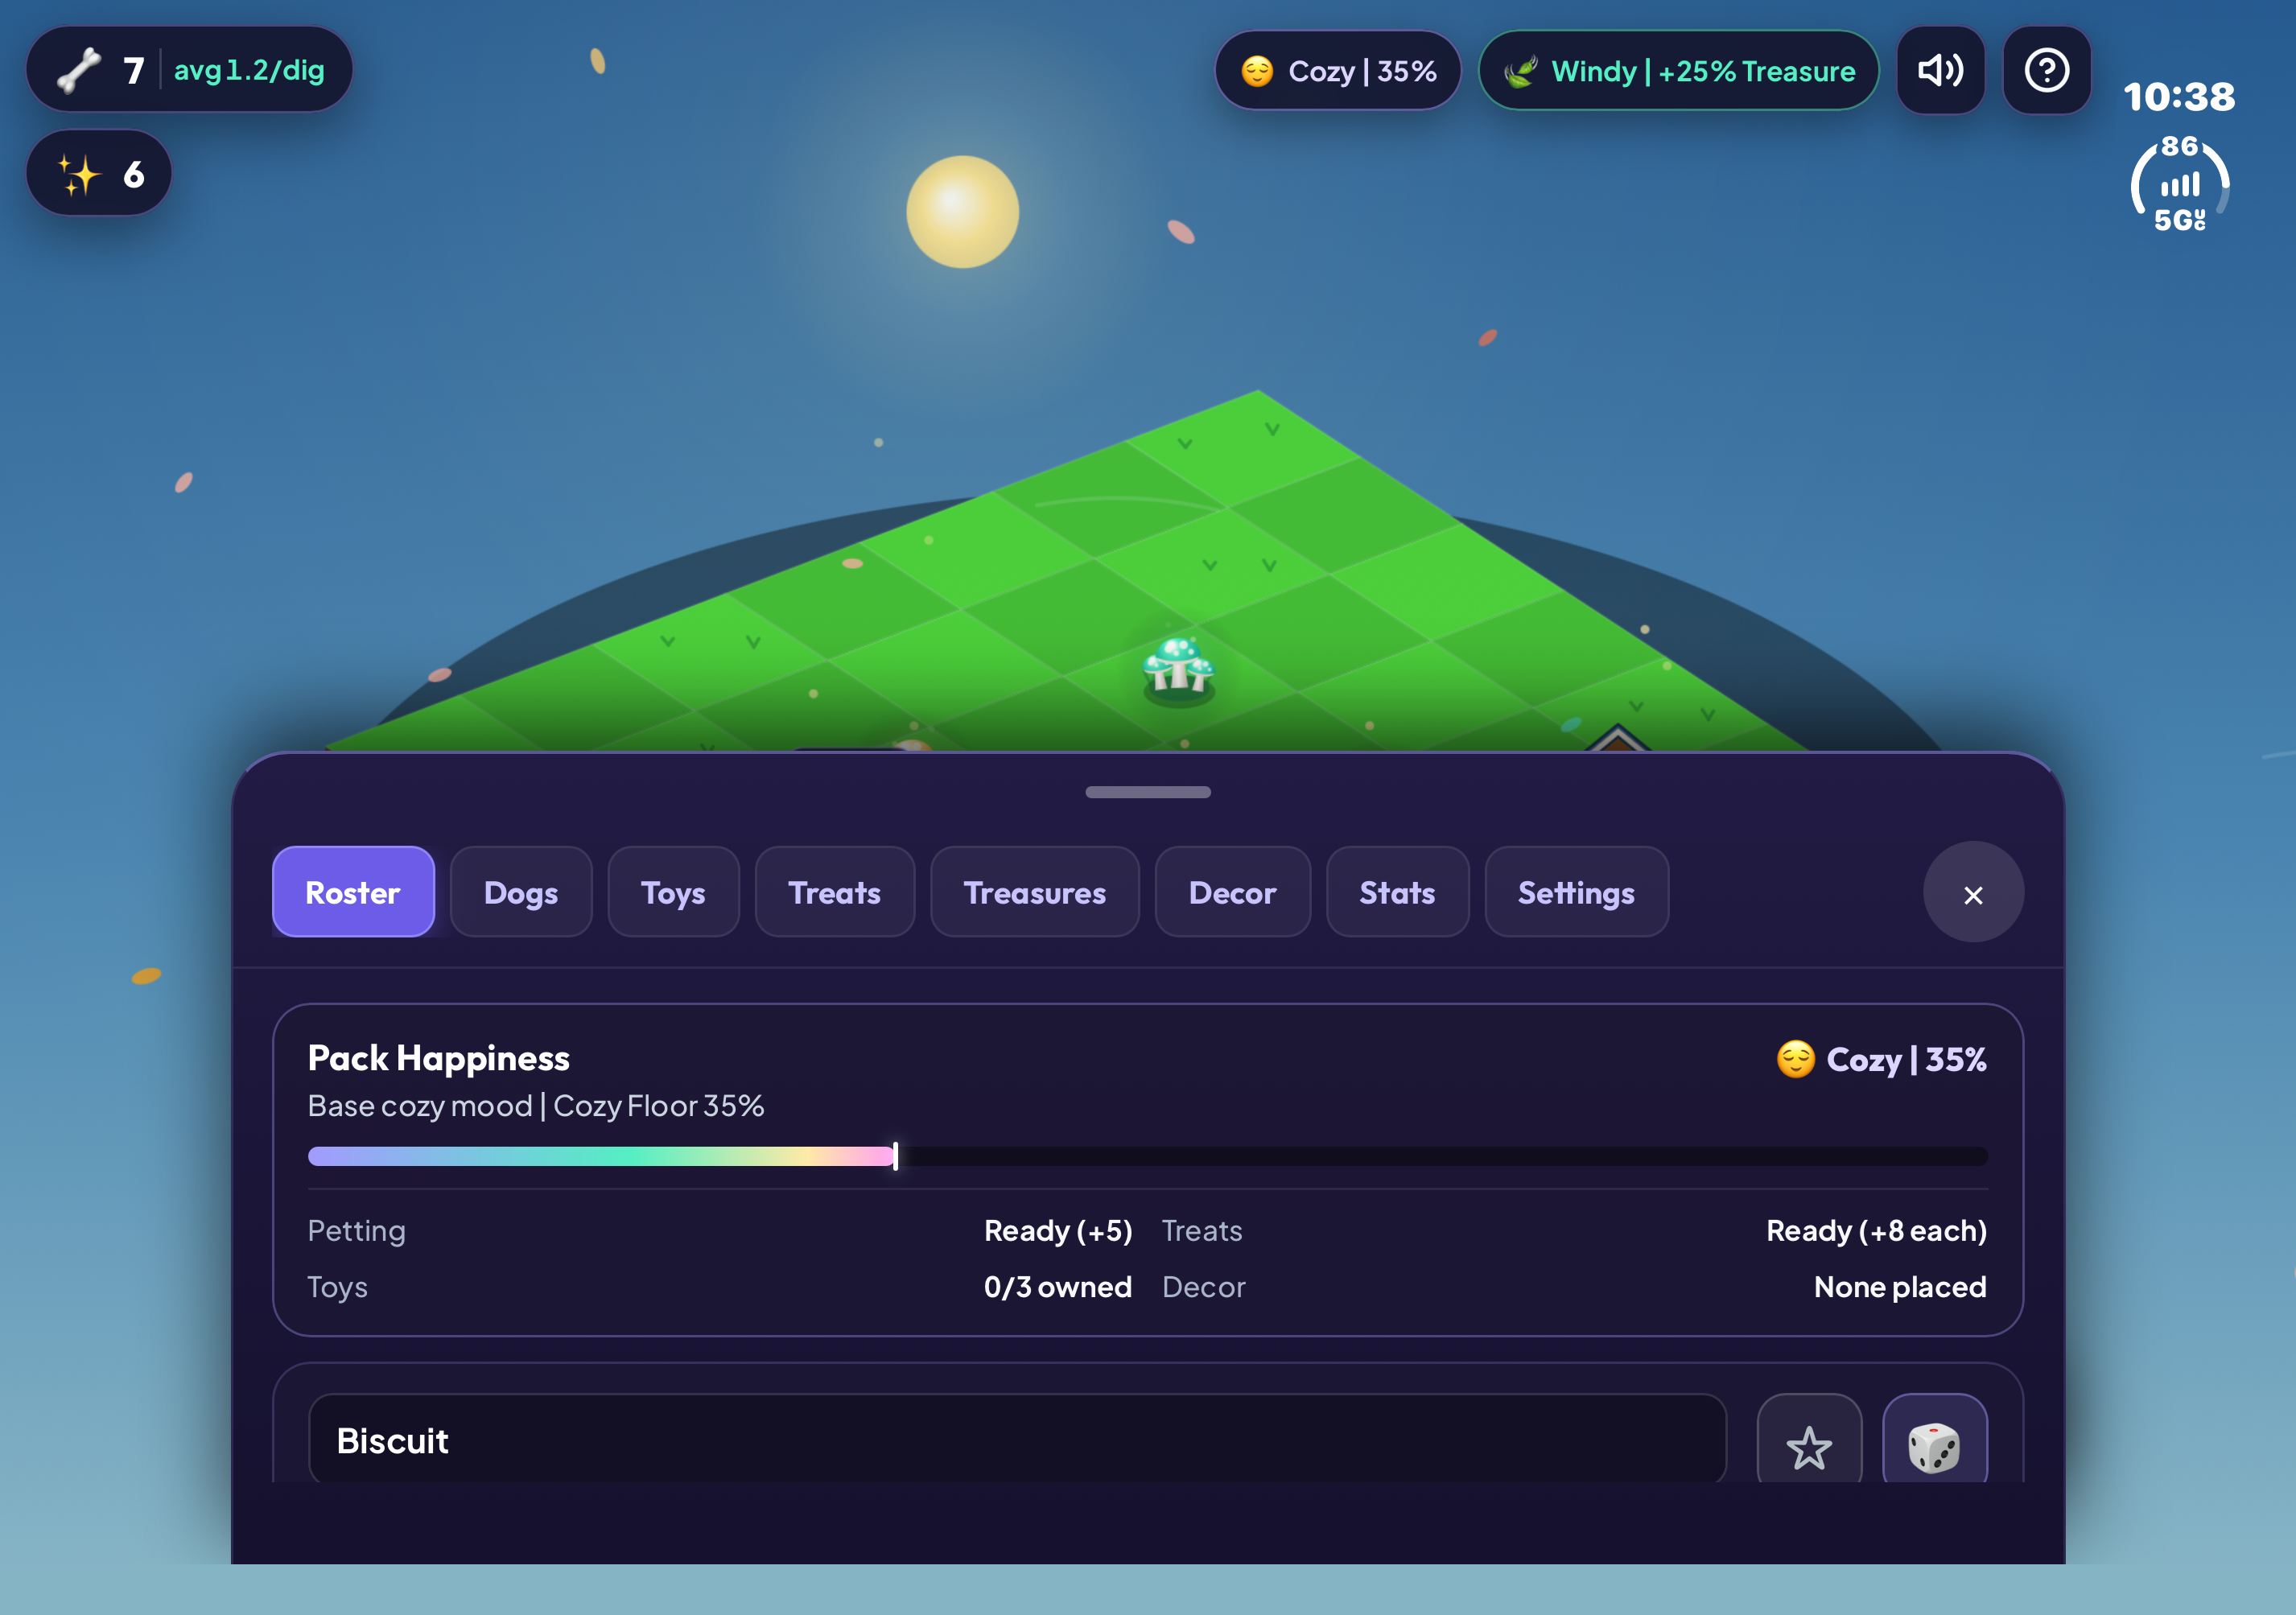 7 avg 1.2/dig
6
Cozy | 35%
Windy | +25% Treasure
10:38
86
5G UC
Roster
Dogs
Toys
Treats
Treasures
Decor
Stats
Settings
Pack Happiness
Cozy | 35%
Base cozy mood | Cozy Floor 35%
Petting Ready (+5)
Treats Ready (+8 each)
Toys 0/3 owned
Decor None placed
Biscuit